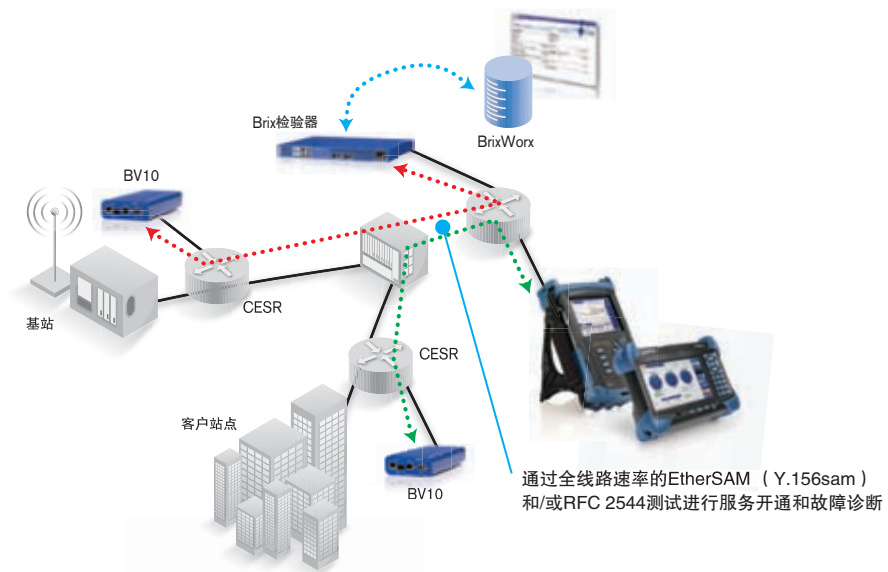 Brix检验器
BrixWorx
BV10
CESR
基站
CESR
客户站点
BV10
通过全线路速率的EtherSAM（Y.156sam）
和/或RFC 2544测试进行服务开通和故障诊断